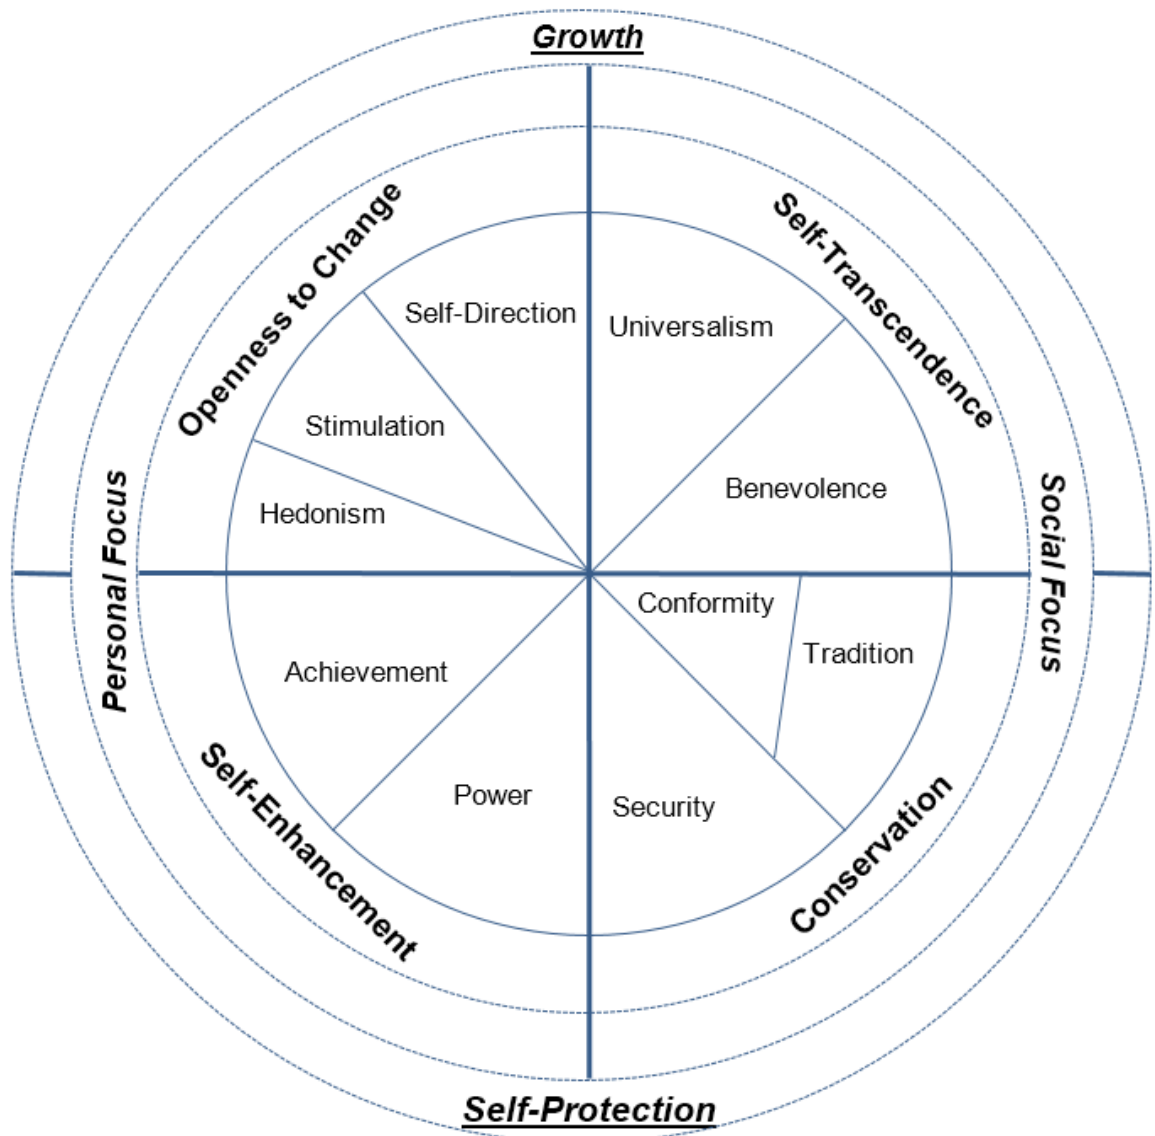 Growth
Openness to Change
Self-Transcendence
Self-Direction
Universalism
Stimulation
Benevolence
Hedonism
Personal Focus
Social Focus
Conformity
Tradition
Achievement
Power
Security
Self-Enhancement
Conservation
Self-Protection